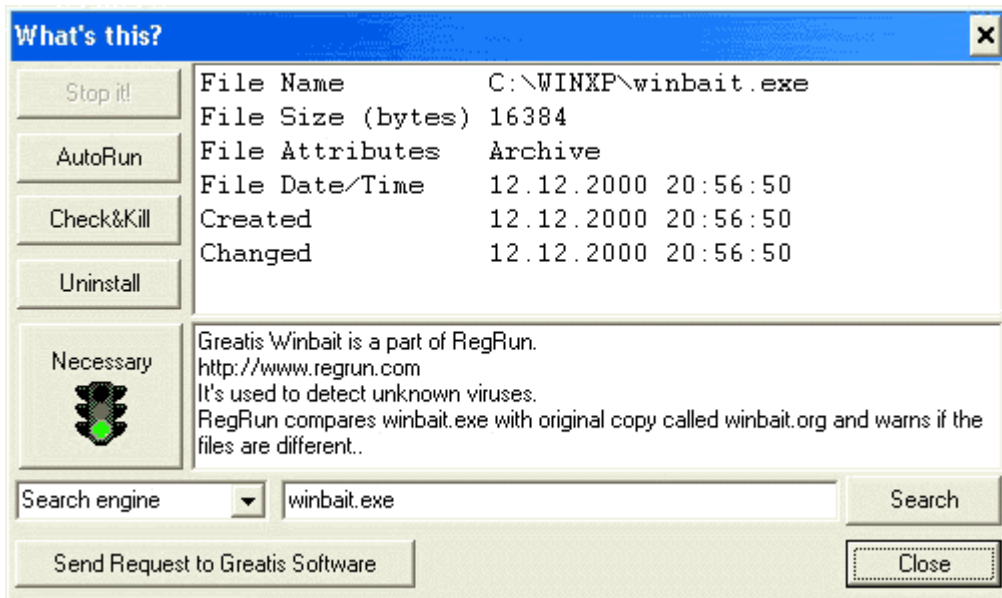 What's this?
Stop it!
AutoRun
Check&Kill
Uninstall
File Name C:\WINXP\winbait.exe
File Size (bytes) 16384
File Attributes Archive
File Date/Time 12.12.2000 20:56:50
Created 12.12.2000 20:56:50
Changed 12.12.2000 20:56:50
Necessary
Greatis Winbait is a part of RegRun.
http://www.regrun.com
It's used to detect unknown viruses.
RegRun compares winbait.exe with original copy called winbait.org and warns if the
files are different..
Search engine
winbait.exe
Search
Send Request to Greatis Software
Close